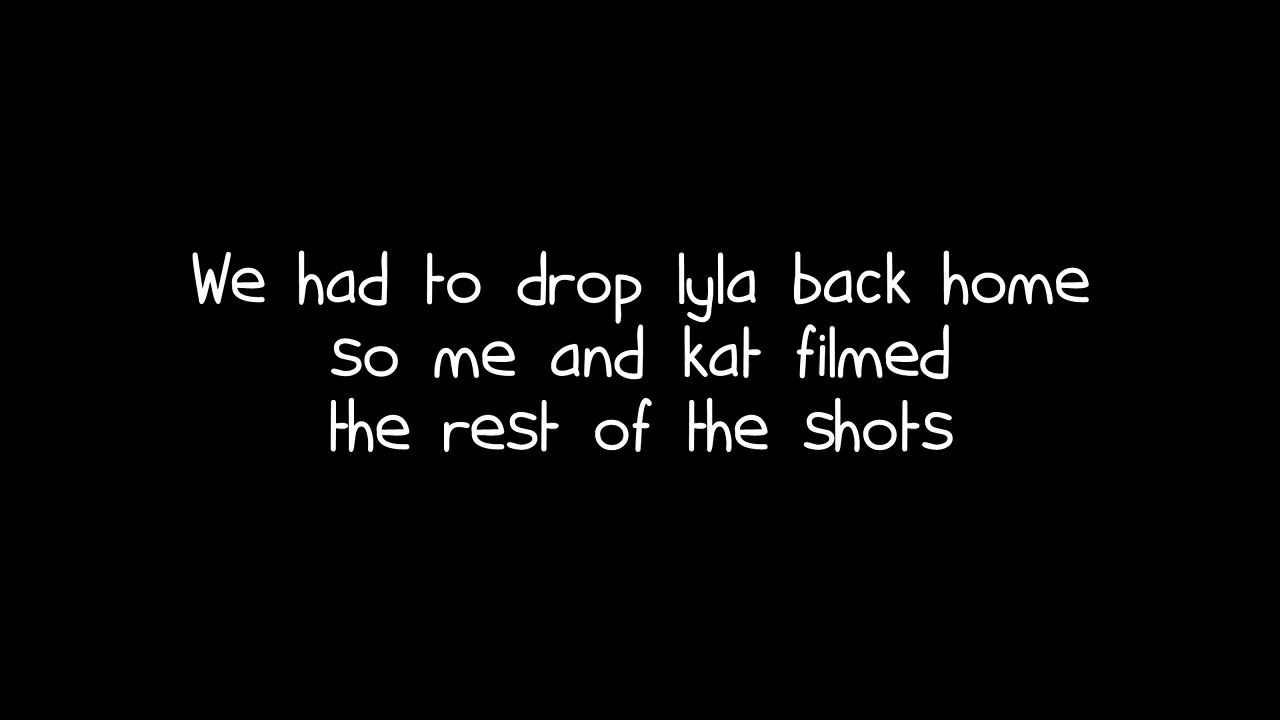 We had to drop lyla back home
so me and kat filmed
the rest of the shots